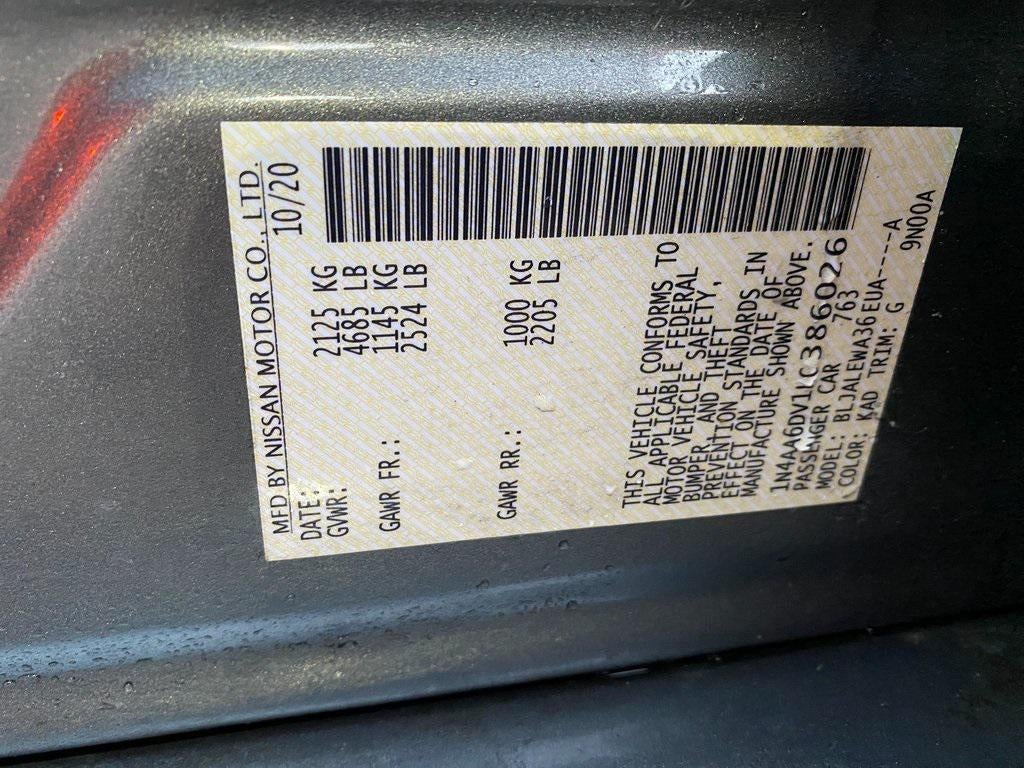 MFD BY NISSAN MOTOR CO., LTD.
DATE: 10/20
GVWR: 2125 KG
4685 LB
GAWR FR.: 1145 KG
2524 LB
GAWR RR.: 1000 KG
2205 LB
THIS VEHICLE CONFORMS TO
ALL APPLICABLE FEDERAL
MOTOR VEHICLE SAFETY,
BUMPER, AND THEFT
PREVENTION STANDARDS IN
EFFECT ON THE DATE OF
MANUFACTURE SHOWN ABOVE.
1N4AA6DV1LC386026
PASSENGER CAR 763
MODEL: BLJALEWA36EUA-----A
COLOR: KAD TRIM: G 9N00A